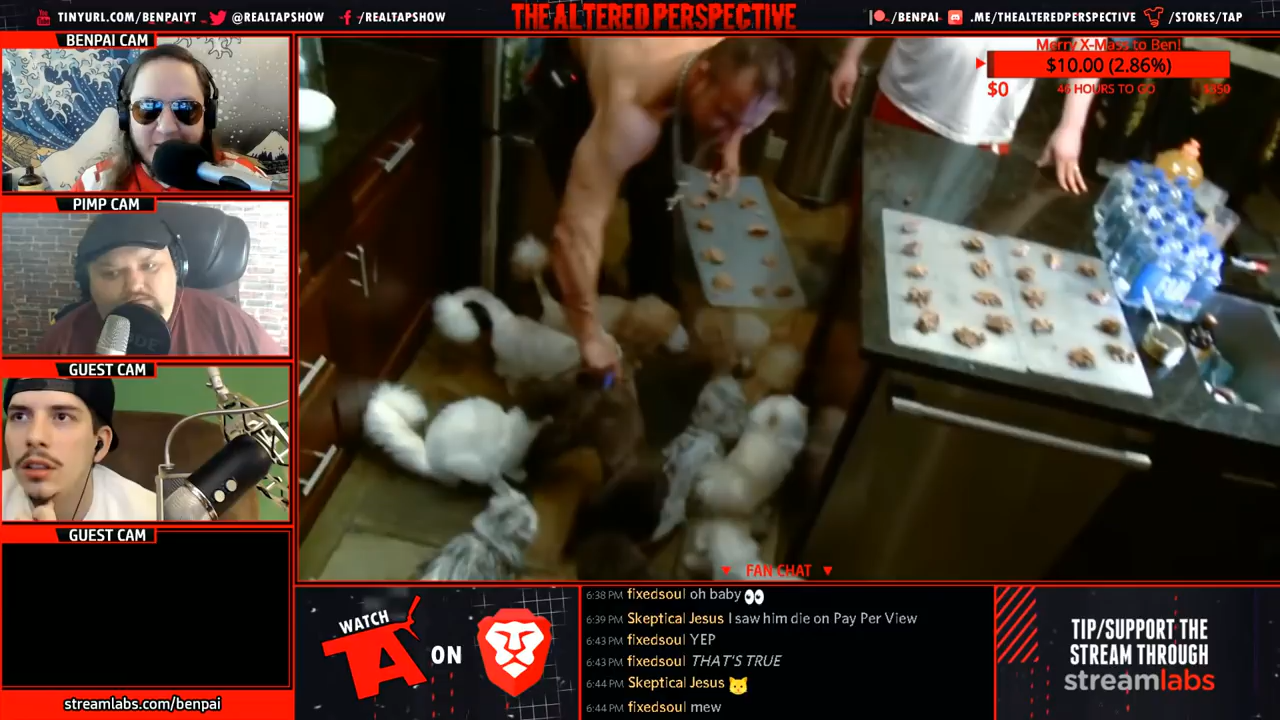 TINYURL.COM/BENPAIYT @REALTAPSHOW /REALTAPSHOW THE ALTERED PERSPECTIVE /BENPAI .ME/THEALTEREDPERSPECTIVE /STORES/TAP
BENPAI CAM
Merry X-Mass to Ben!
$10.00 (2.86%)
$0 46 HOURS TO GO $350
PIMP CAM
GUEST CAM
GUEST CAM
FAN CHAT
WATCH
TA ON
6:38 PM fixedsoul oh baby 👀
6:39 PM Skeptical Jesus I saw him die on Pay Per View
6:43 PM fixedsoul YEP
6:43 PM fixedsoul THAT'S TRUE
6:44 PM Skeptical Jesus 🐱
6:44 PM fixedsoul mew
TIP/SUPPORT THE
STREAM THROUGH
streamlabs
streamlabs.com/benpai